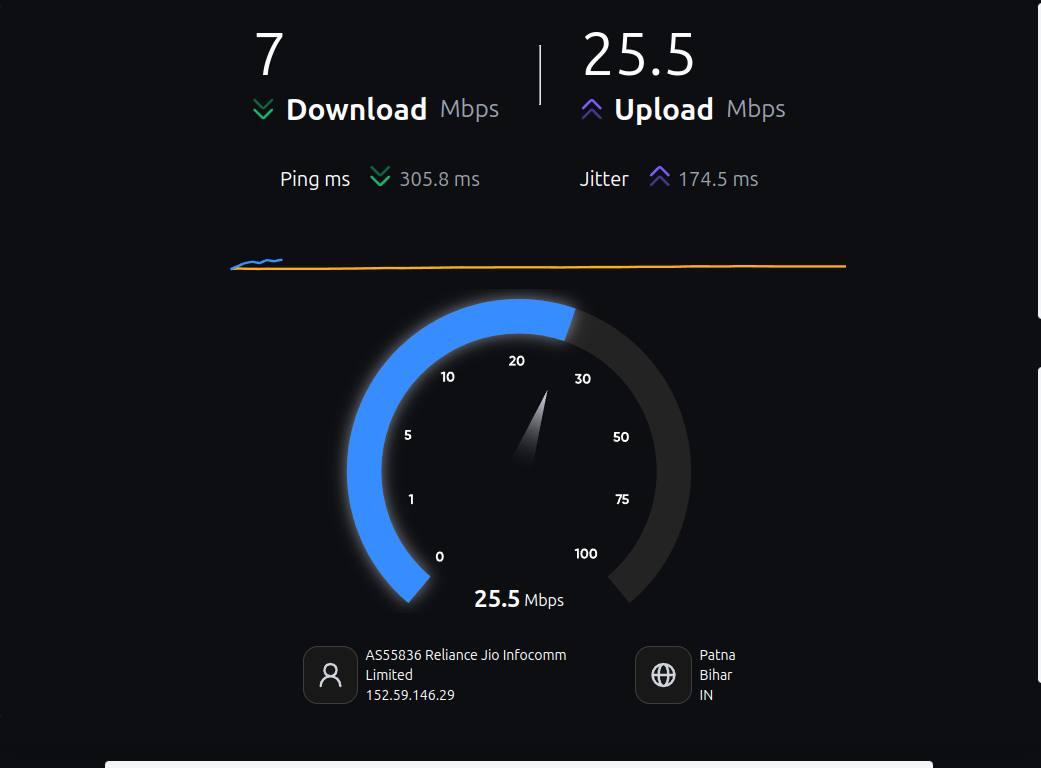 7
25.5
Download Mbps
Upload Mbps
Ping ms 305.8 ms
Jitter 174.5 ms
20
10
30
5
50
1
75
0
100
25.5 Mbps
AS55836 Reliance Jio Infocomm
Limited
152.59.146.29
Patna
Bihar
IN